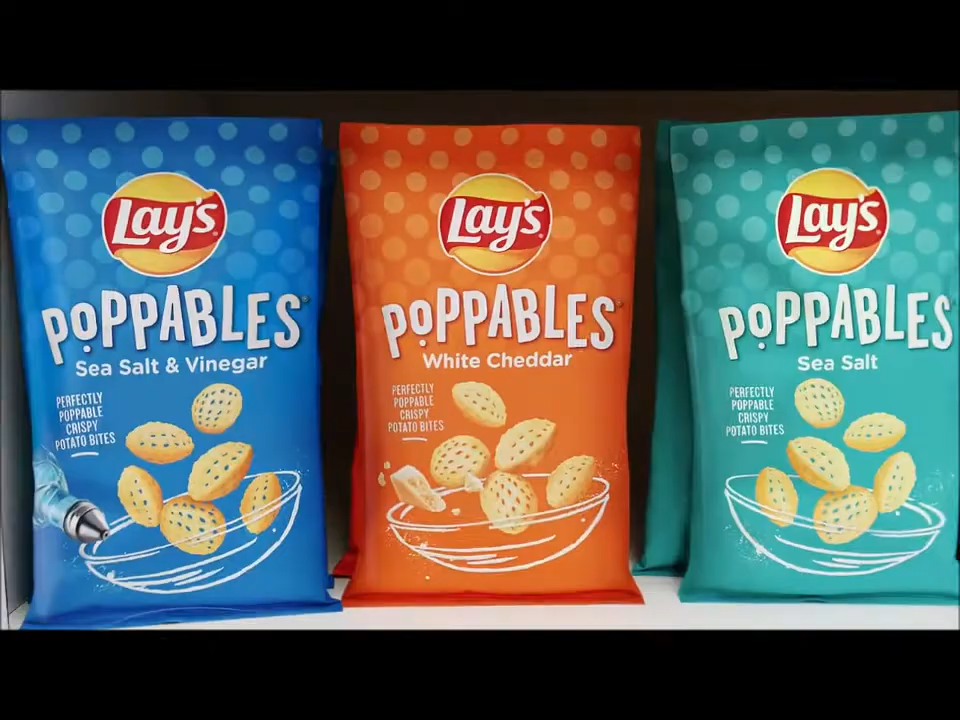 Lay's
POPPABLES
Sea Salt & Vinegar
PERFECTLY
POPPABLE
CRISPY
POTATO BITES
Lay's
POPPABLES
White Cheddar
PERFECTLY
POPPABLE
CRISPY
POTATO BITES
Lay's
POPPABLES
Sea Salt
PERFECTLY
POPPABLE
CRISPY
POTATO BITES